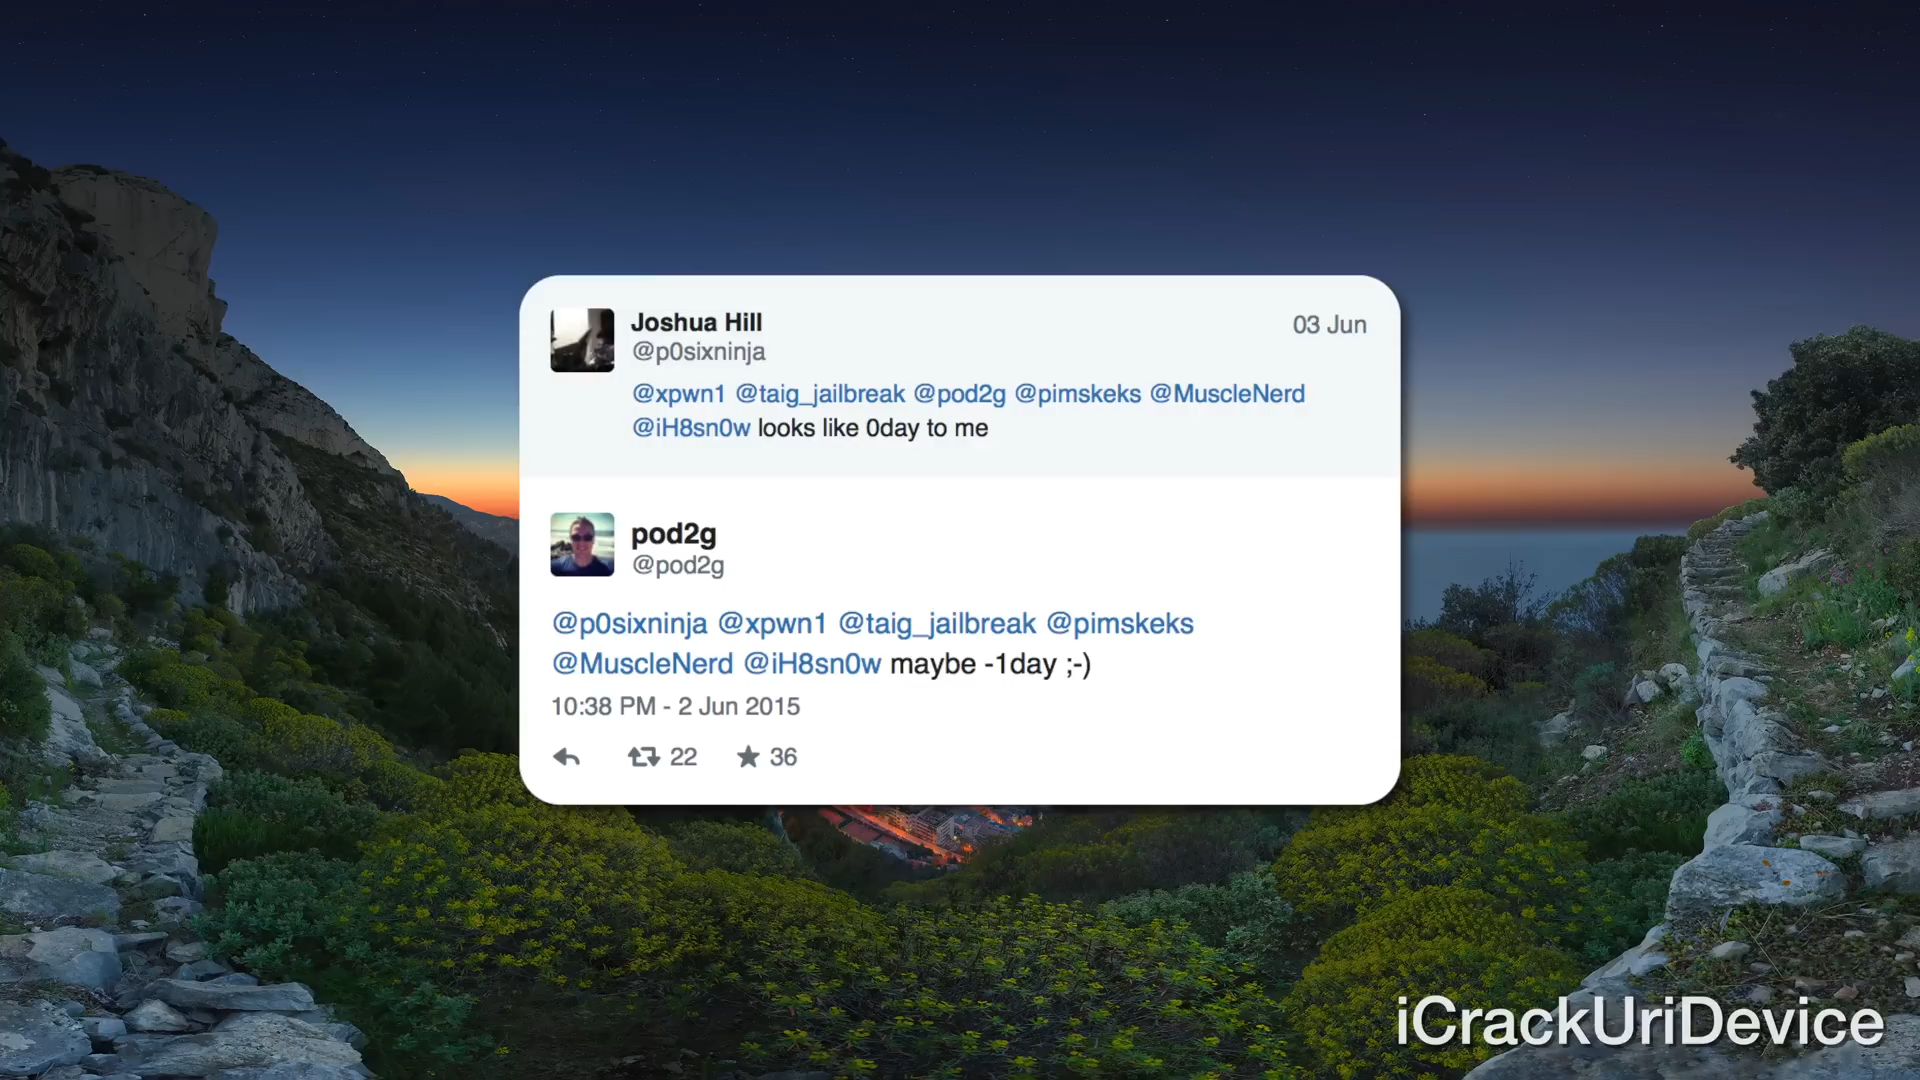 Joshua Hill
03 Jun
@p0sixninja
@xpwn1 @taig_jailbreak @pod2g @pimskeks @MuscleNerd
@iH8sn0w looks like 0day to me
pod2g
@pod2g
@p0sixninja @xpwn1 @taig_jailbreak @pimskeks
@MuscleNerd @iH8sn0w maybe -1day ;-)
10:38 PM - 2 Jun 2015
22 36
iCrackUriDevice